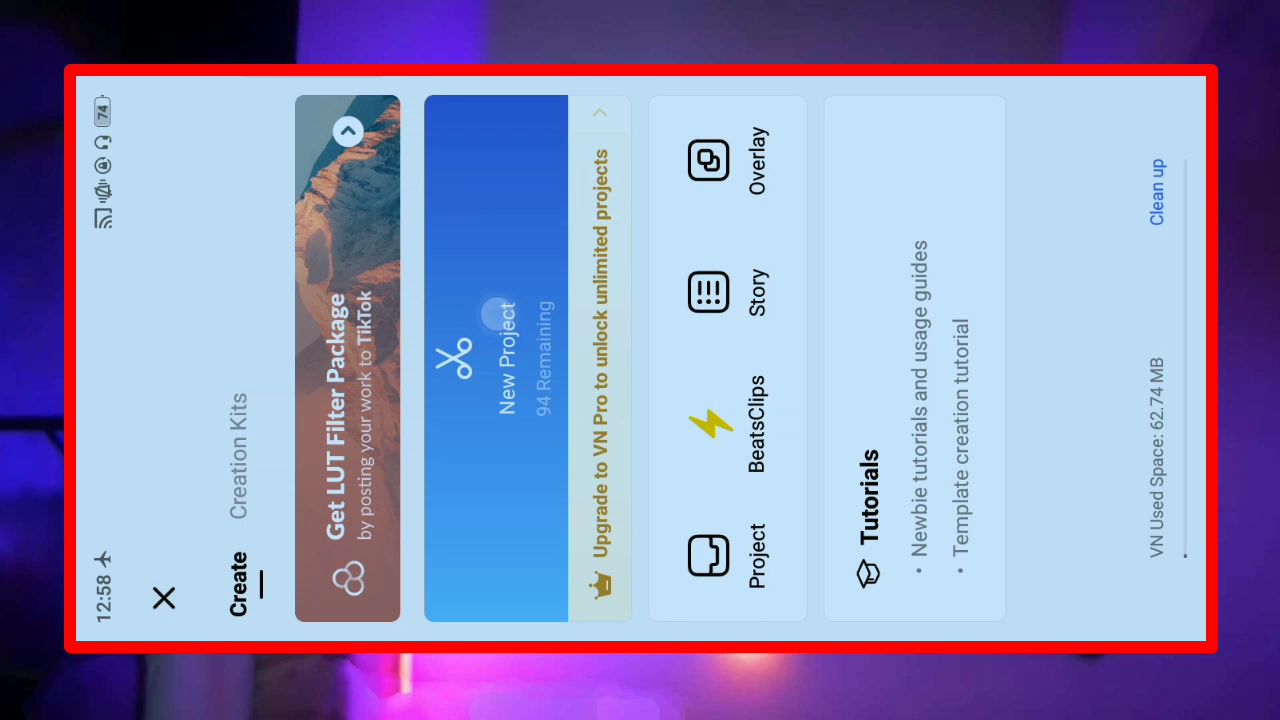 12:58
74
Create
Creation Kits
Get LUT Filter Package
by posting your work to TikTok
New Project
94 Remaining
Upgrade to VN Pro to unlock unlimited projects
Project
BeatsClips
Story
Overlay
Tutorials
• Newbie tutorials and usage guides
• Template creation tutorial
VN Used Space: 62.74 MB
Clean up